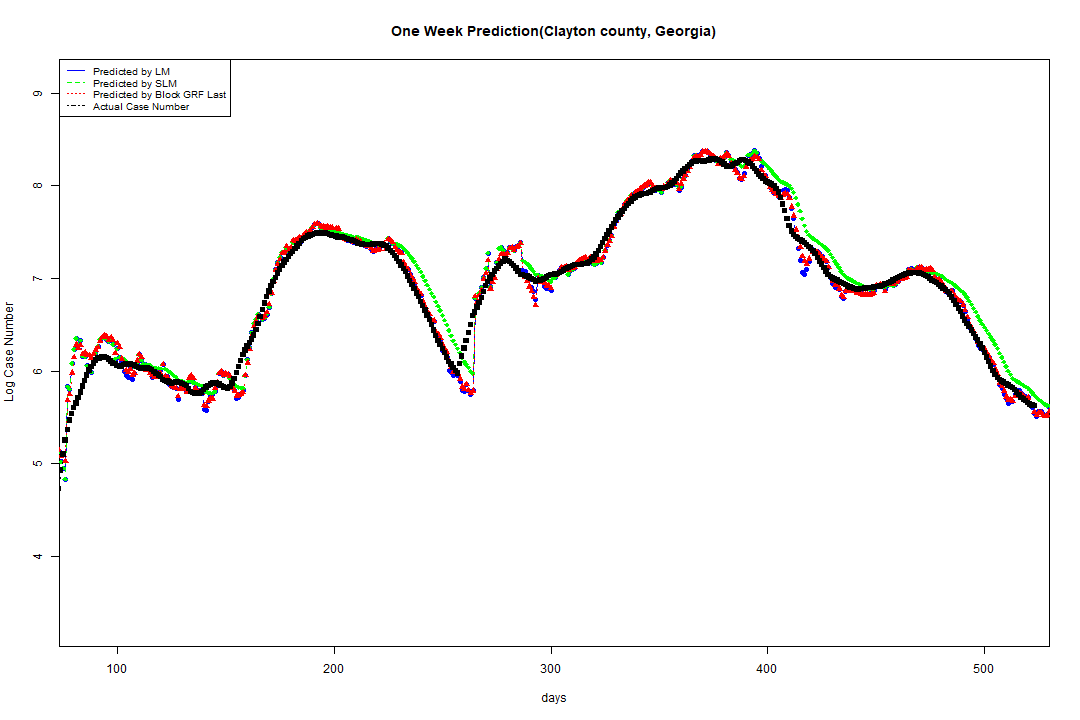 One Week Prediction(Clayton county, Georgia)
Predicted by LM
Predicted by SLM
Predicted by Block GRF Last
Actual Case Number
9
8
7
6
5
4
Log Case Number
100 200 300 400 500
days